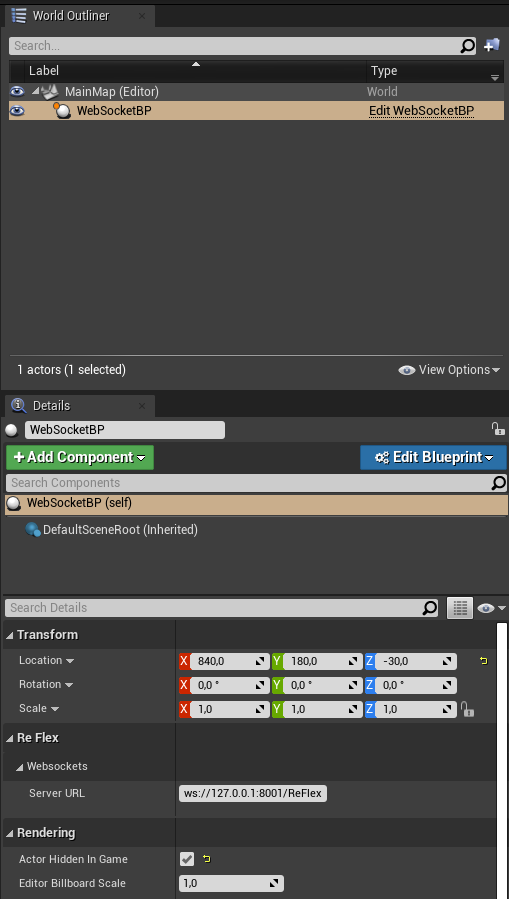 World Outliner
Search...
Label Type
MainMap (Editor) World
WebSocketBP Edit WebSocketBP
1 actors (1 selected) View Options
Details
WebSocketBP
+Add Component Edit Blueprint
Search Components
WebSocketBP (self)
DefaultSceneRoot (Inherited)
Search Details
Transform
Location X 840,0 Y 180,0 Z -30,0
Rotation X 0,0 ° Y 0,0 ° Z 0,0 °
Scale X 1,0 Y 1,0 Z 1,0
Re Flex
Websockets
Server URL ws://127.0.0.1:8001/ReFlex
Rendering
Actor Hidden In Game
Editor Billboard Scale 1,0